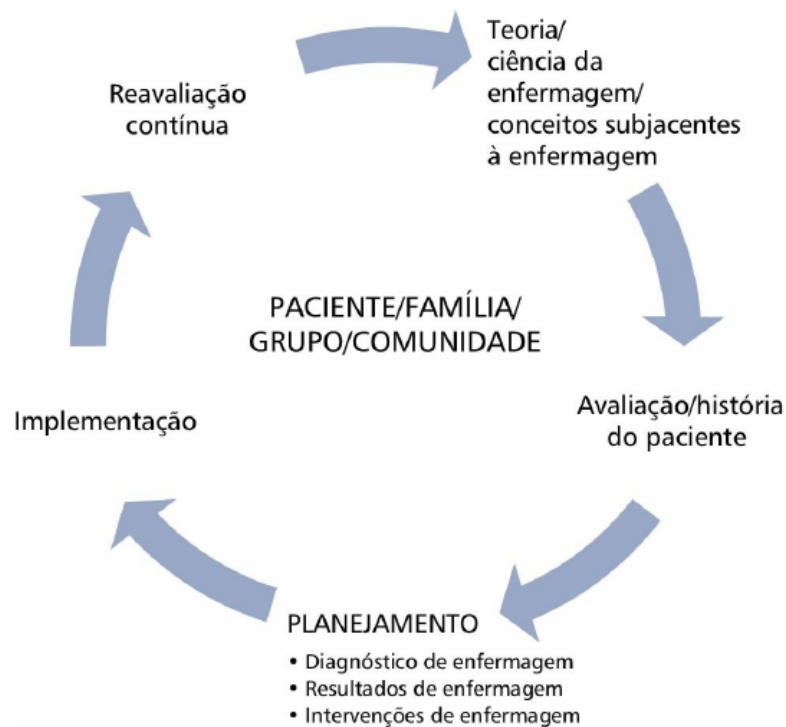 Teoria/
ciência da
enfermagem/
conceitos subjacentes
à enfermagem
Reavaliação
contínua
PACIENTE/FAMÍLIA/
GRUPO/COMUNIDADE
Avaliação/história
do paciente
Implementação
PLANEJAMENTO
• Diagnóstico de enfermagem
• Resultados de enfermagem
• Intervenções de enfermagem